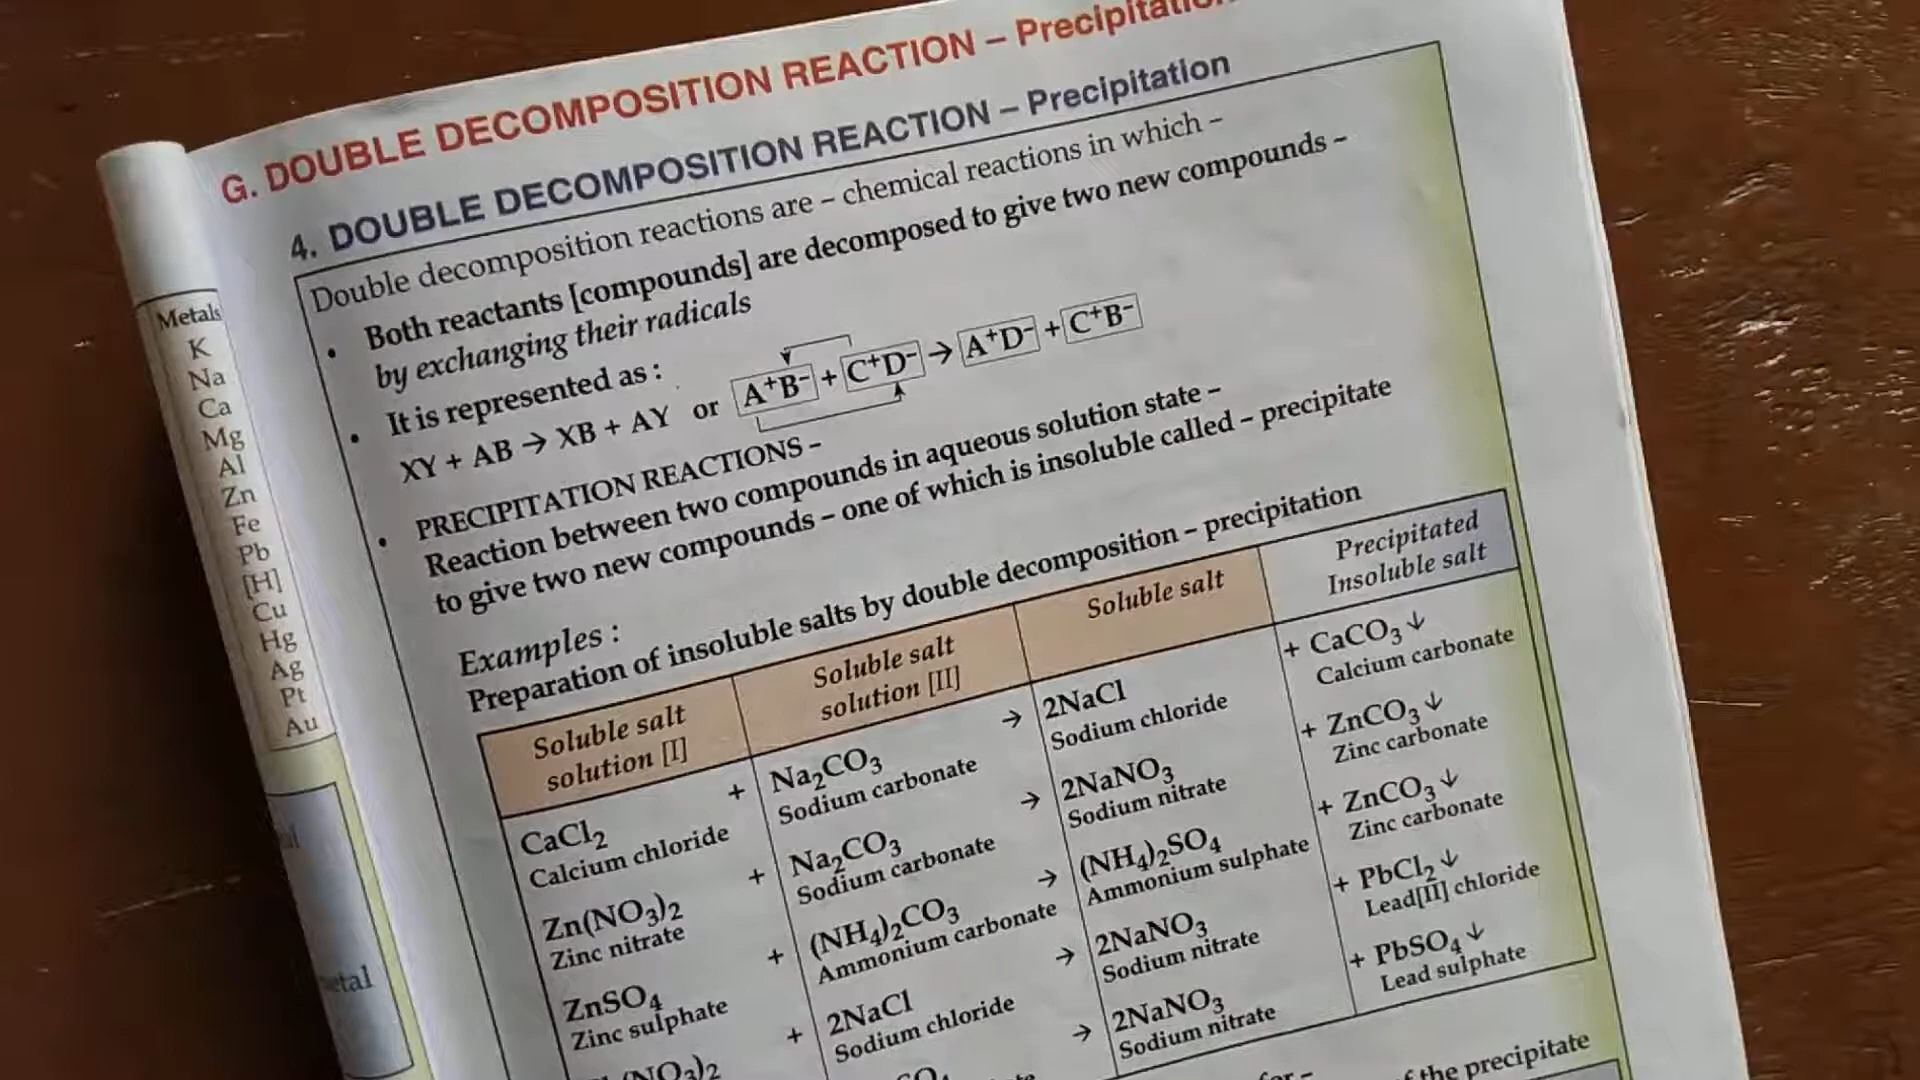 G. DOUBLE DECOMPOSITION REACTION –
4. DOUBLE DECOMPOSITION REACTION – Precipitation
Double decomposition reactions are – chemical reactions in which –
• Both reactants [compounds] are decomposed to give two new compounds –
by exchanging their radicals
• It is represented as :
XY + AB → XB + AY or A⁺B⁻ + C⁺D⁻ → A⁺D⁻ + C⁺B⁻
• PRECIPITATION REACTIONS –
Reaction between two compounds in aqueous solution state –
to give two new compounds – one of which is insoluble called – precipitate
Examples :
Preparation of insoluble salts by double decomposition – precipitation
Soluble salt
solution [I]
Soluble salt
solution [II]
Soluble salt
Precipitated
Insoluble salt
CaCl₂ + Na₂CO₃ → 2NaCl + CaCO₃↓
Calcium chloride Sodium carbonate Sodium chloride Calcium carbonate
Zn(NO₃)₂ + Na₂CO₃ → 2NaNO₃ + ZnCO₃↓
Zinc nitrate Sodium carbonate Sodium nitrate Zinc carbonate
ZnSO₄ + (NH₄)₂CO₃ → (NH₄)₂SO₄ + ZnCO₃↓
Zinc sulphate Ammonium carbonate Ammonium sulphate Zinc carbonate
+ 2NaCl → 2NaNO₃ + PbCl₂↓
Sodium chloride Sodium nitrate Lead[II] chloride
→ 2NaNO₃ + PbSO₄↓
Sodium nitrate Lead sulphate
the precipitate
Metals
K
Na
Ca
Mg
Al
Zn
Fe
Pb
[H]
Cu
Hg
Ag
Pt
Au